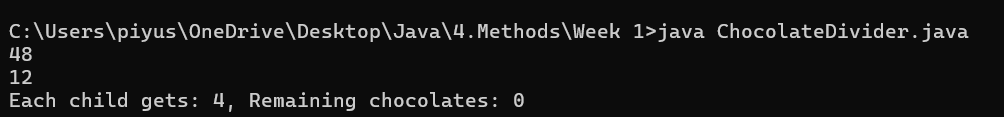 C:\Users\piyus\OneDrive\Desktop\Java\4.Methods\Week 1>java ChocolateDivider.java
48
12
Each child gets: 4, Remaining chocolates: 0